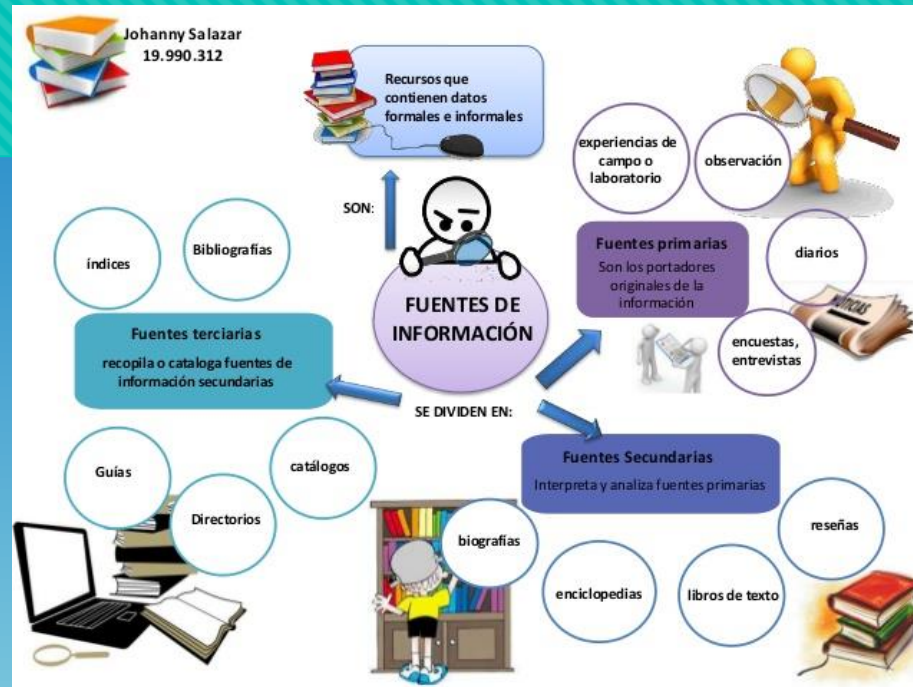 Johanny Salazar
19.990.312
Recursos que
contienen datos
formales e informales
SON:
FUENTES DE
INFORMACIÓN
SE DIVIDEN EN:
experiencias de
campo o
laboratorio
observación
Fuentes primarias
Son los portadores
originales de la
información
diarios
NOTICIAS
encuestas,
entrevistas
índices
Bibliografías
Fuentes terciarias
recopila o cataloga fuentes de
información secundarias
Guías
Directorios
catálogos
Fuentes Secundarias
Interpreta y analiza fuentes primarias
biografías
enciclopedias
libros de texto
reseñas